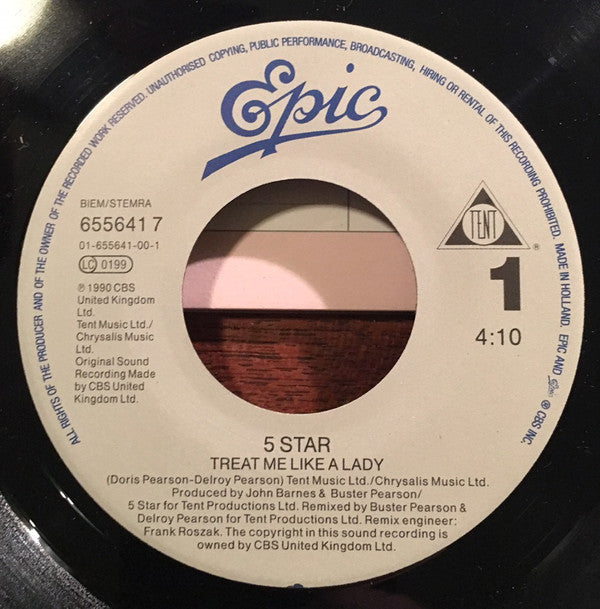 ALL RIGHTS OF THE PRODUCER AND OF THE OWNER OF THE RECORDED WORK RESERVED. UNAUTHORISED COPYING, PUBLIC PERFORMANCE, BROADCASTING, HIRING OR RENTAL OF THIS RECORDING PROHIBITED. MADE IN HOLLAND. EPIC AND Epic ® CBS INC.
Epic
BIEM/STEMRA
655641 7
01-655641-00-1
LC 0199
℗ 1990 CBS
United Kingdom
Ltd.
Tent Music Ltd./
Chrysalis Music
Ltd.
Original Sound
Recording Made
by CBS United
Kingdom Ltd.
TENT
®
1
4:10
5 STAR
TREAT ME LIKE A LADY
(Doris Pearson-Delroy Pearson) Tent Music Ltd./Chrysalis Music Ltd.
Produced by John Barnes & Buster Pearson/
5 Star for Tent Productions Ltd. Remixed by Buster Pearson &
Delroy Pearson for Tent Productions Ltd. Remix engineer:
Frank Roszak. The copyright in this sound recording is
owned by CBS United Kingdom Ltd.